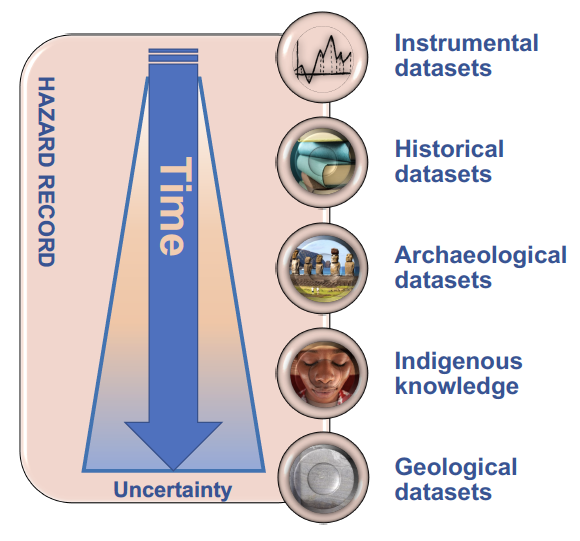 HAZARD RECORD
Time
Uncertainty
Instrumental
datasets
Historical
datasets
Archaeological
datasets
Indigenous
knowledge
Geological
datasets